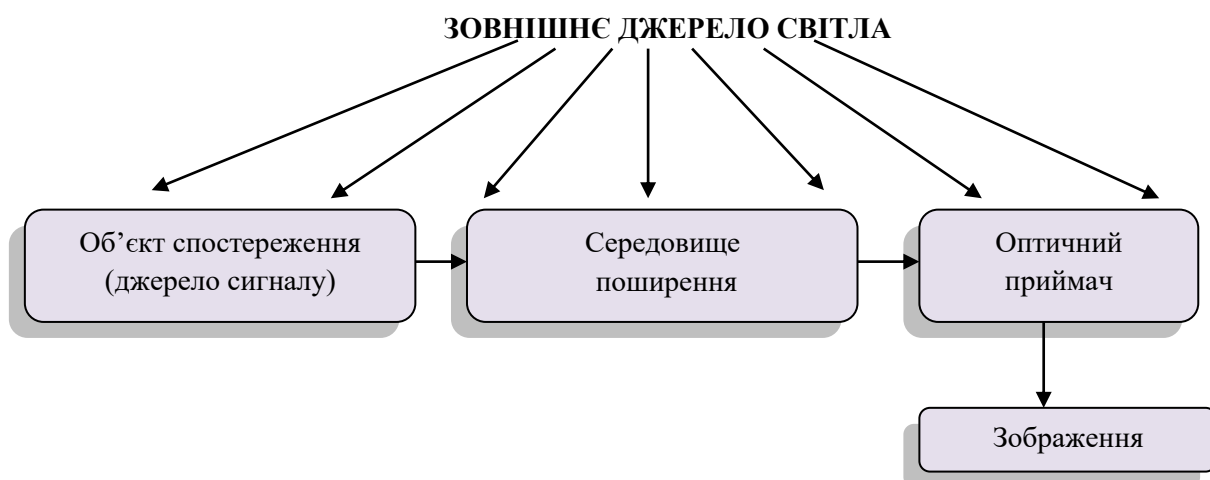 ЗОВНІШНЄ ДЖЕРЕЛО СВІТЛА
Об’єкт спостереження
(джерело сигналу)
Середовище
поширення
Оптичний
приймач
Зображення